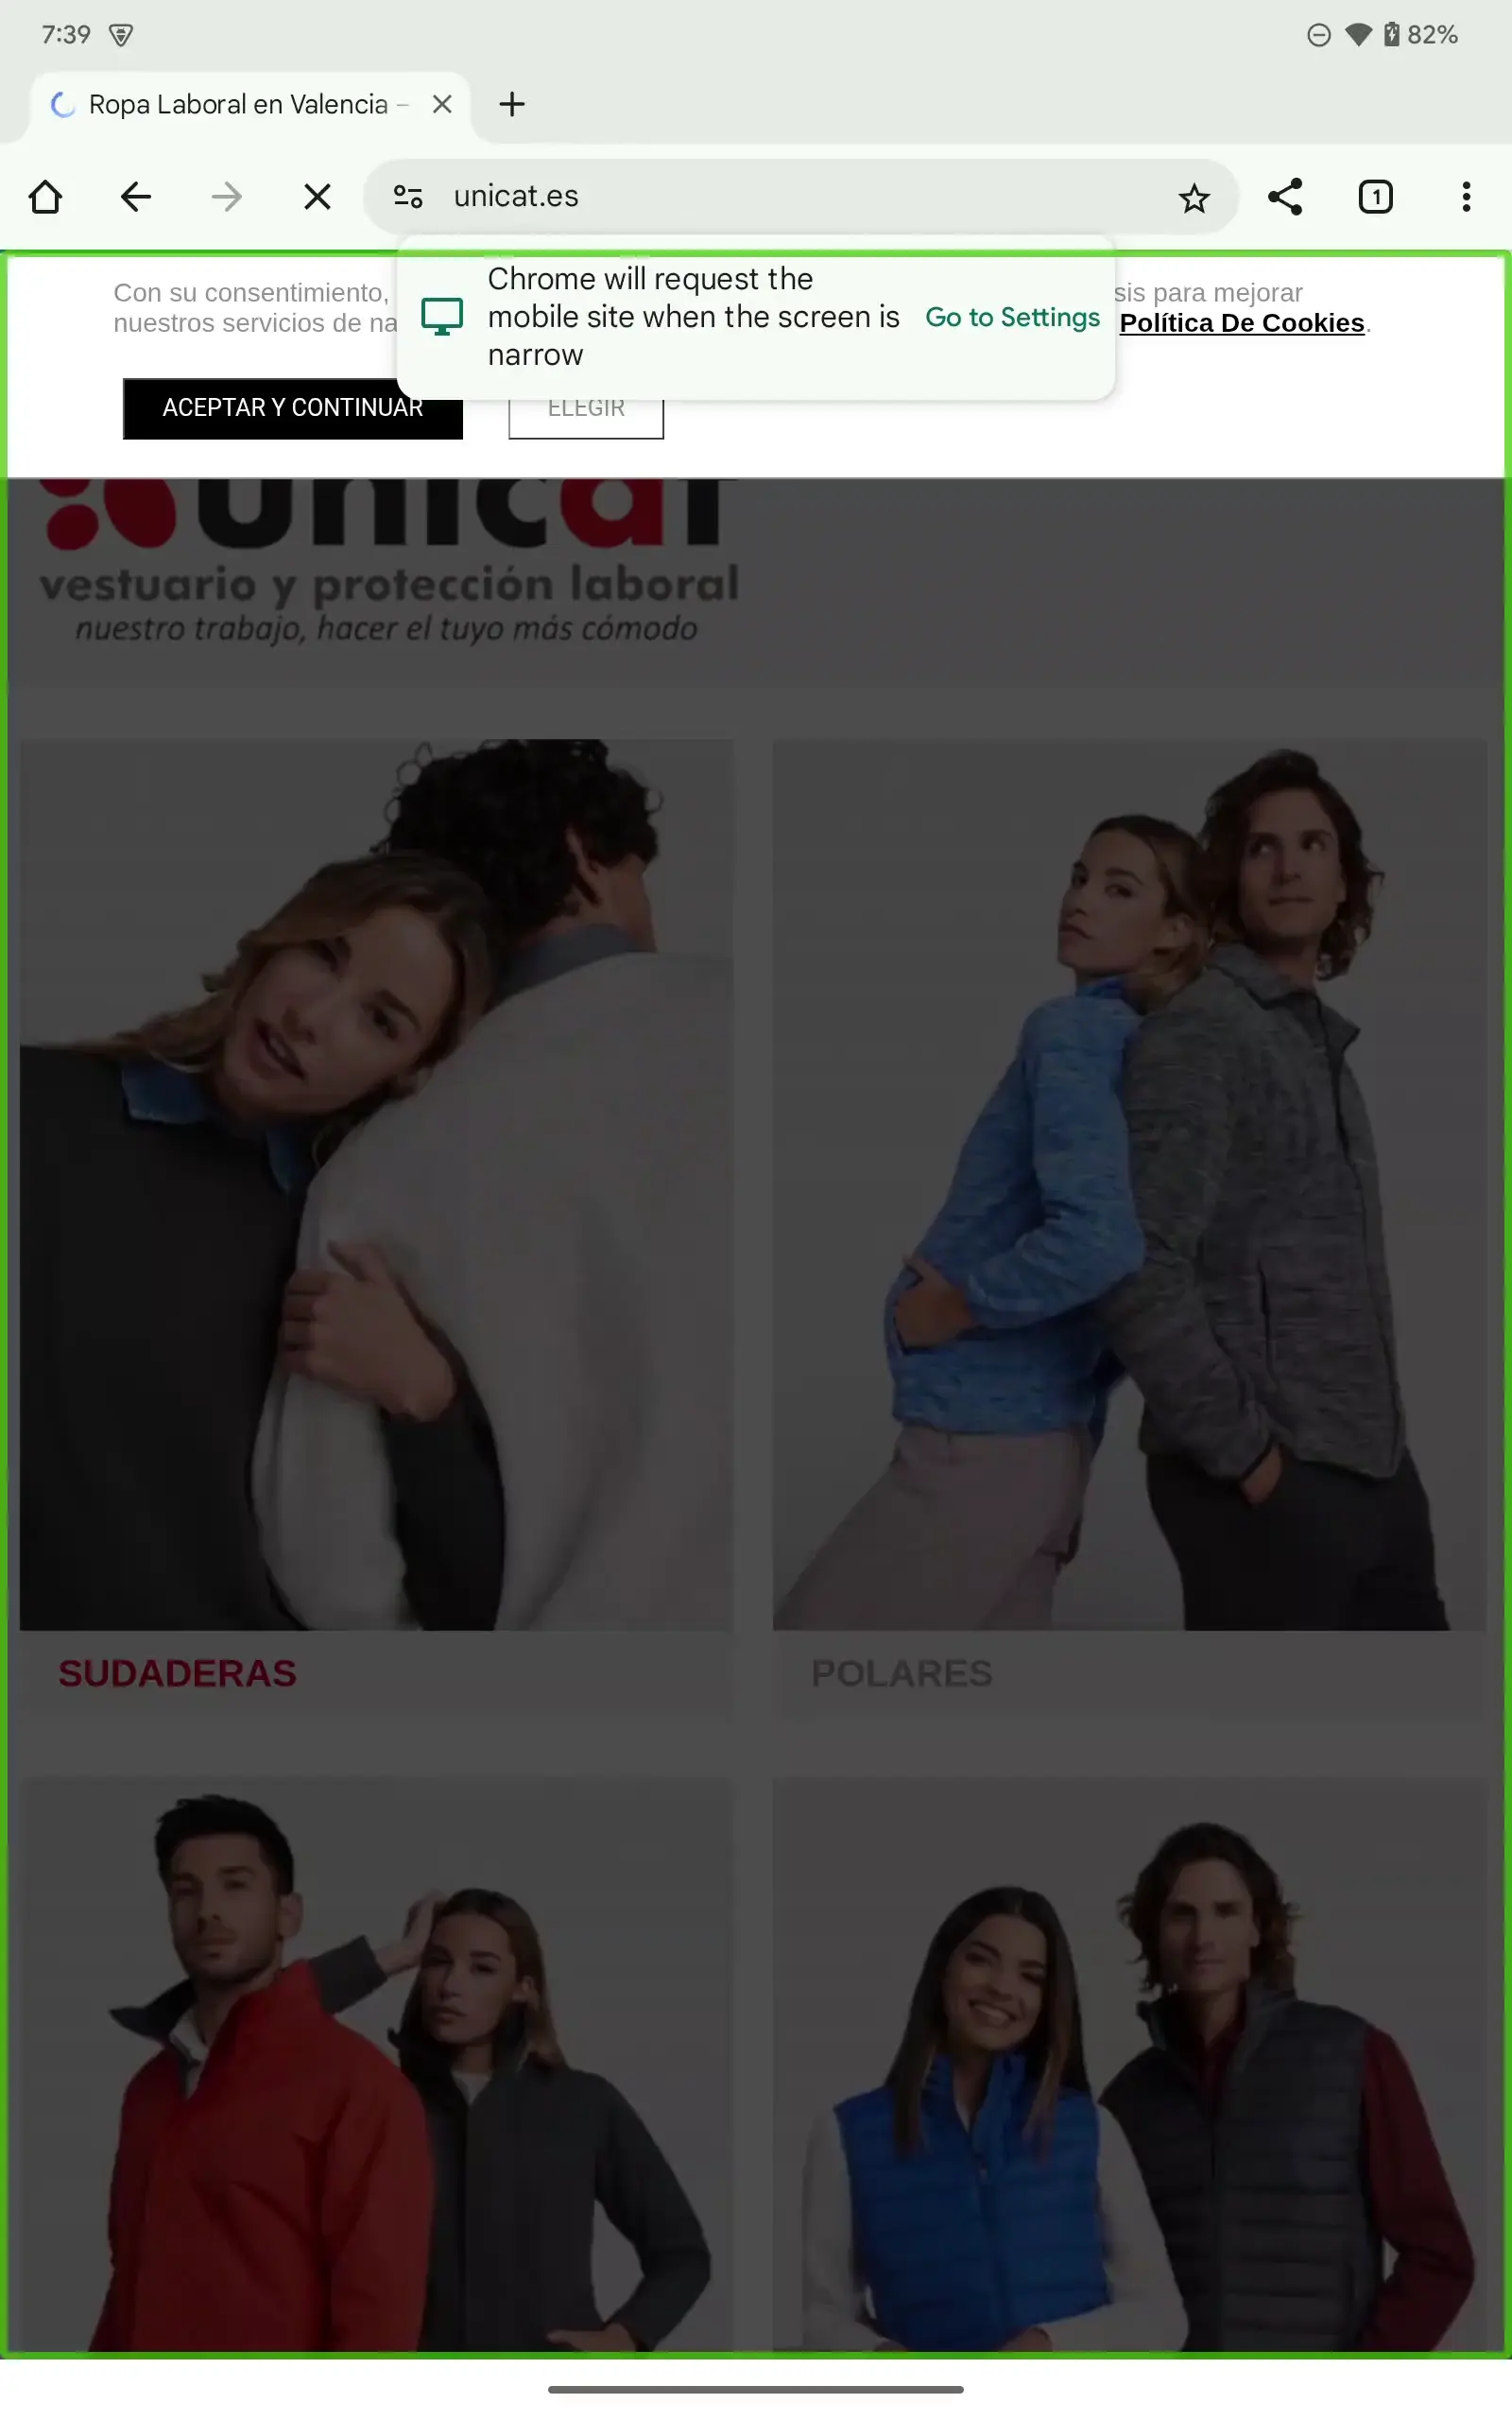 7:39
82%
Ropa Laboral en Valencia –
unicat.es
1
Chrome will request the
mobile site when the screen is
narrow
Go to Settings
Con su consentimiento,
sis para mejorar
nuestros servicios de na
Política De Cookies.
ACEPTAR Y CONTINUAR
ELEGIR
unicat
vestuario y protección laboral
nuestro trabajo, hacer el tuyo más cómodo
SUDADERAS
POLARES